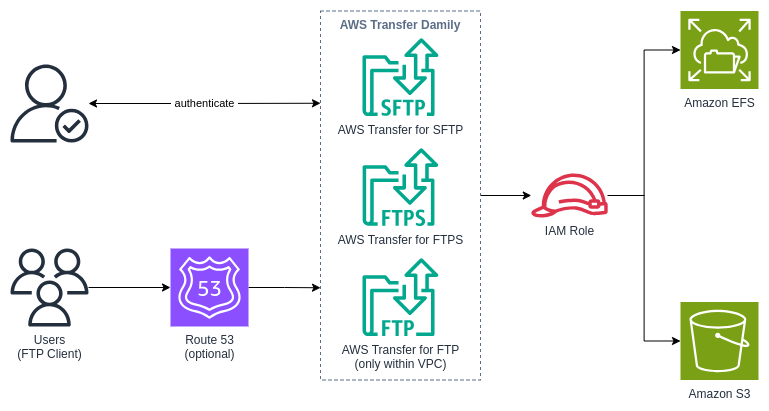 AWS Transfer Damily
SFTP
AWS Transfer for SFTP
authenticate
FTPS
AWS Transfer for FTPS
FTP
AWS Transfer for FTP
(only within VPC)
Users
(FTP Client)
53
Route 53
(optional)
IAM Role
Amazon EFS
Amazon S3